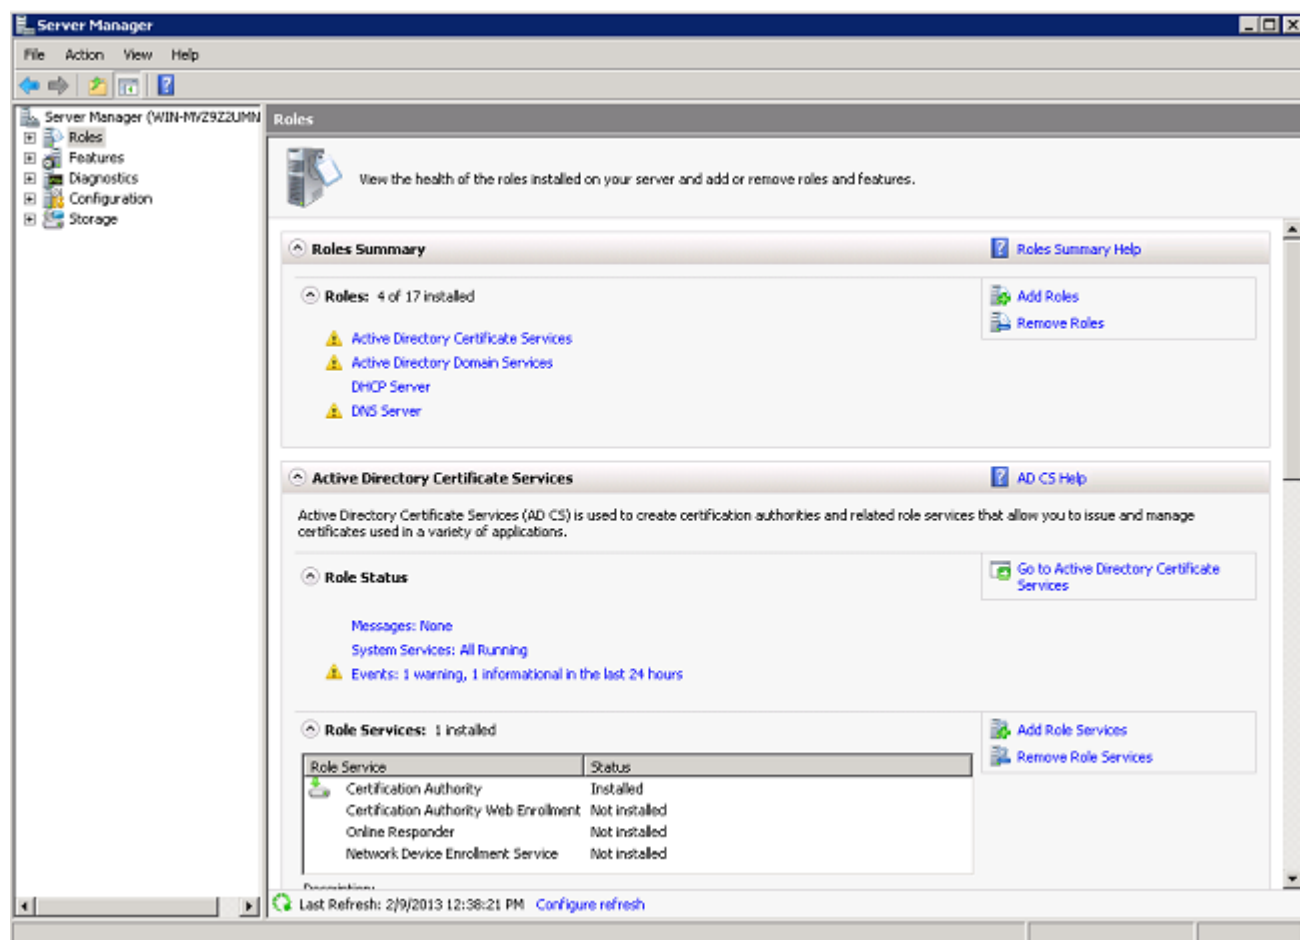 Server Manager
File Action View Help
Server Manager (WIN-MVZ9Z2UMN
Roles
Features
Diagnostics
Configuration
Storage
Roles
View the health of the roles installed on your server and add or remove roles and features.
Roles Summary
Roles Summary Help
Roles: 4 of 17 installed
Add Roles
Remove Roles
Active Directory Certificate Services
Active Directory Domain Services
DHCP Server
DNS Server
Active Directory Certificate Services
AD CS Help
Active Directory Certificate Services (AD CS) is used to create certification authorities and related role services that allow you to issue and manage
certificates used in a variety of applications.
Role Status
Go to Active Directory Certificate
Services
Messages: None
System Services: All Running
Events: 1 warning, 1 informational in the last 24 hours
Role Services: 1 installed
Add Role Services
Remove Role Services
Role Service Status
Certification Authority Installed
Certification Authority Web Enrollment Not installed
Online Responder Not installed
Network Device Enrollment Service Not installed
Description:
Last Refresh: 2/9/2013 12:38:21 PM Configure refresh